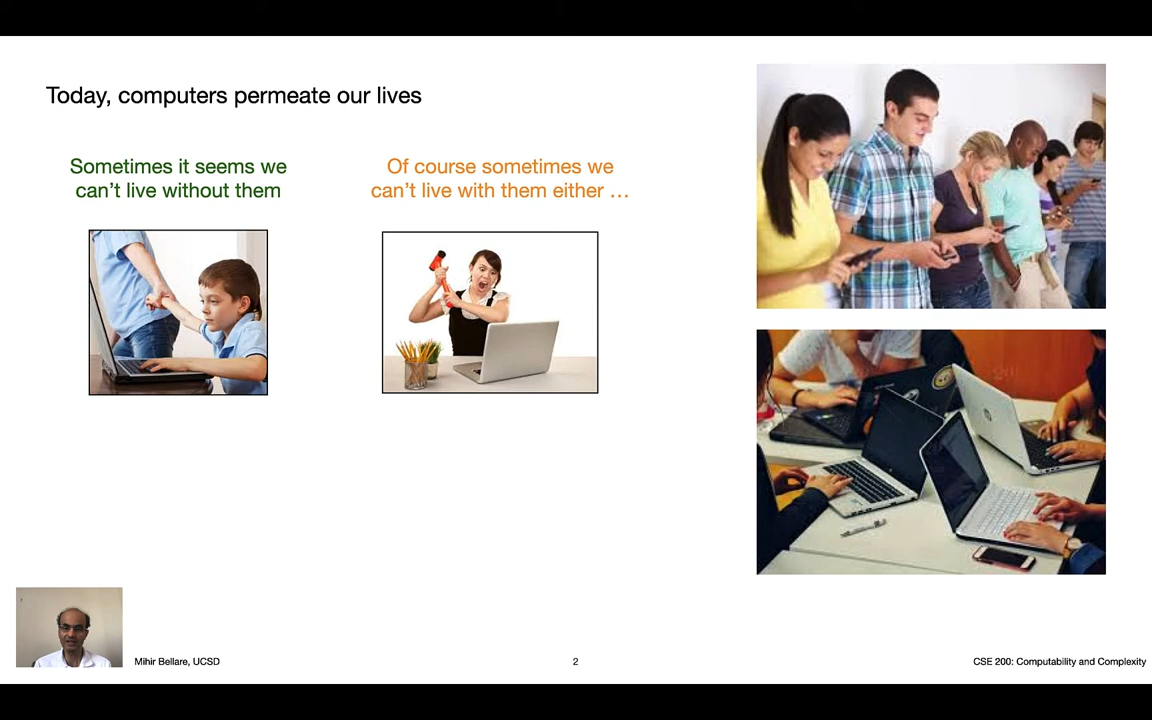 Today, computers permeate our lives
Sometimes it seems we
can't live without them
Of course sometimes we
can't live with them either …
Mihir Bellare, UCSD
2
CSE 200: Computability and Complexity